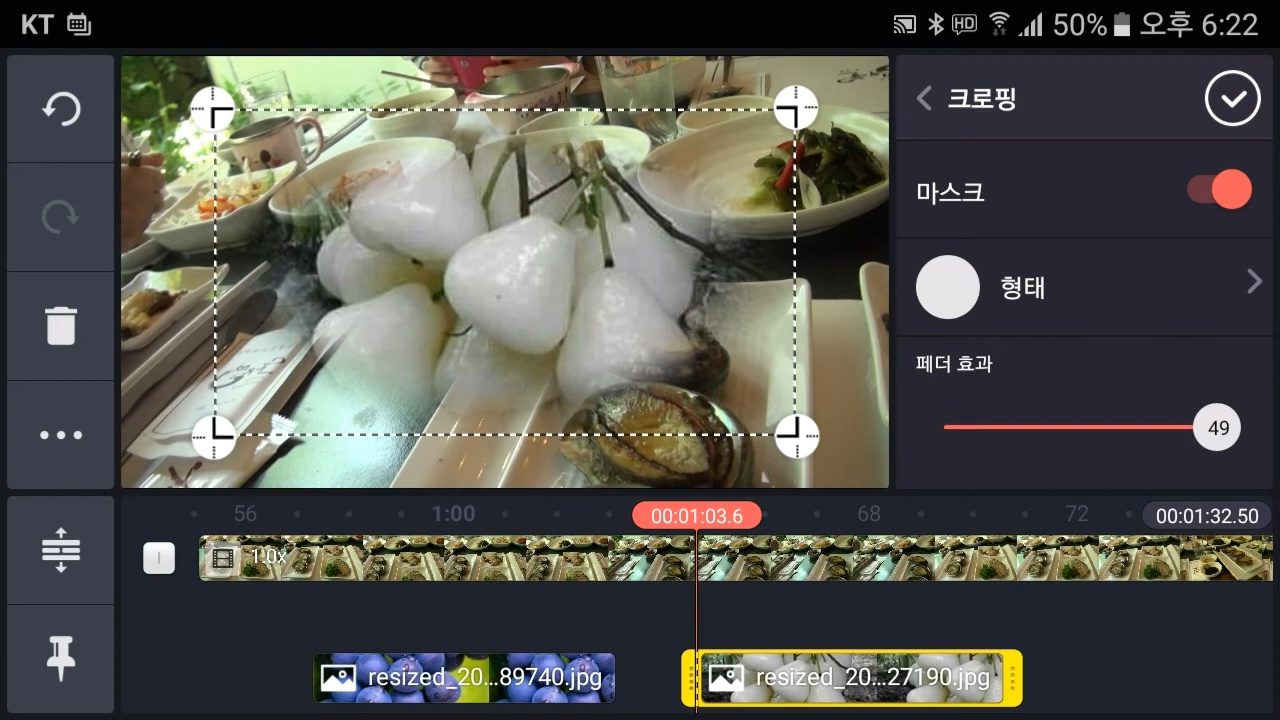 KT HD 50% 오후 6:22
크로핑
마스크
형태
페더 효과
49
56 1:00 00:01:03.6 68 72 00:01:32.50
1.0x
resized_20...89740.jpg resized_20...27190.jpg